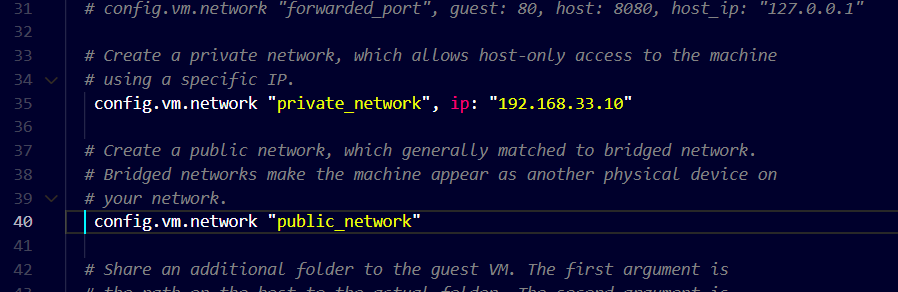 31 # config.vm.network "forwarded_port", guest: 80, host: 8080, host_ip: "127.0.0.1"
32
33 # Create a private network, which allows host-only access to the machine
34 # using a specific IP.
35 config.vm.network "private_network", ip: "192.168.33.10"
36
37 # Create a public network, which generally matched to bridged network.
38 # Bridged networks make the machine appear as another physical device on
39 # your network.
40 config.vm.network "public_network"
41
42 # Share an additional folder to the guest VM. The first argument is
43 # the path on the host to the actual folder. The second argument is